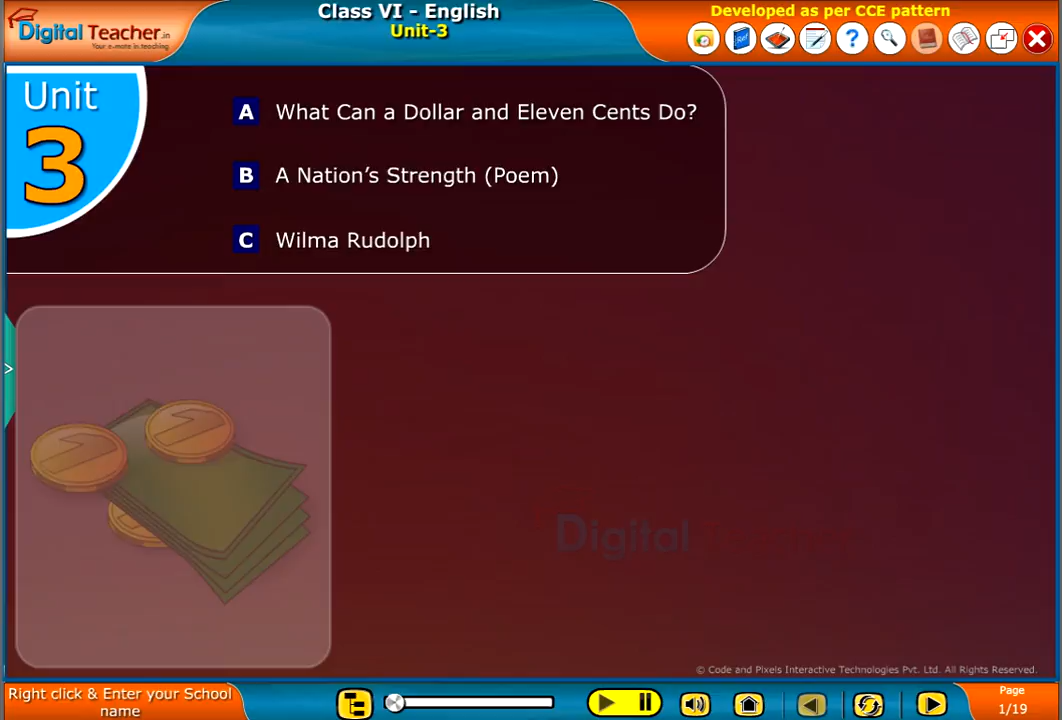 Digital Teacher.in
Your e-mate in teaching
Class VI - English
Unit-3
Developed as per CCE pattern
iRef
?
Unit
3
A What Can a Dollar and Eleven Cents Do?
B A Nation's Strength (Poem)
C Wilma Rudolph
>
Digital Teacher
© Code and Pixels Interactive Technologies Pvt. Ltd. All Rights Reserved.
Right click & Enter your School
name
Page
1/19